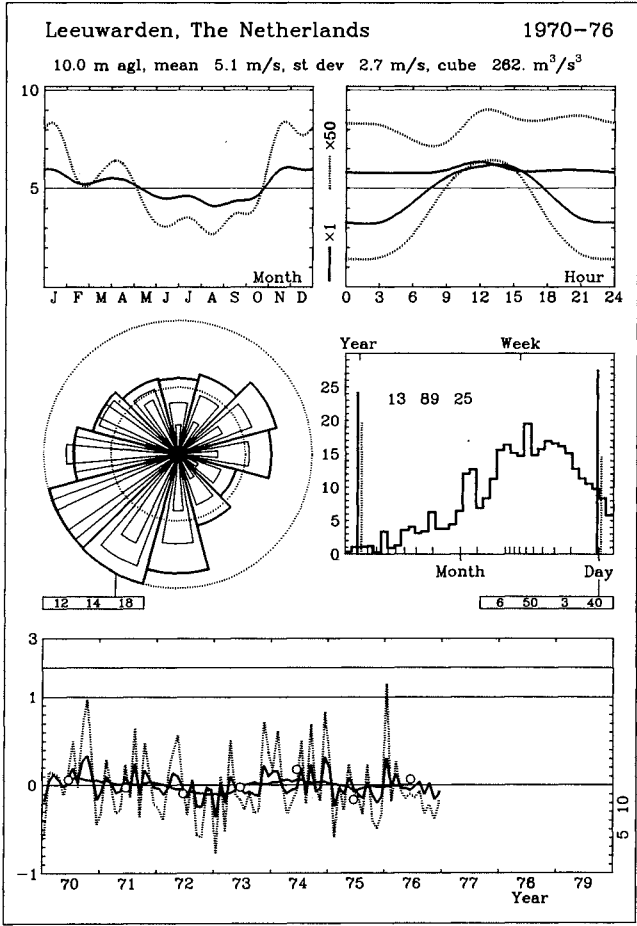 Leeuwarden, The Netherlands 1970-76
10.0 m agl, mean 5.1 m/s, st dev 2.7 m/s, cube 262. m³/s³
10
5
Month
J F M A M J J A S O N D
×1 ×50
Hour
0 3 6 9 12 15 18 21 24
Year Week
25
20
15
10
5
0
13 89 25
Month Day
12 14 18
6 50 3 40
3
1
0
-1
5 10
70 71 72 73 74 75 76 77 78 79
Year